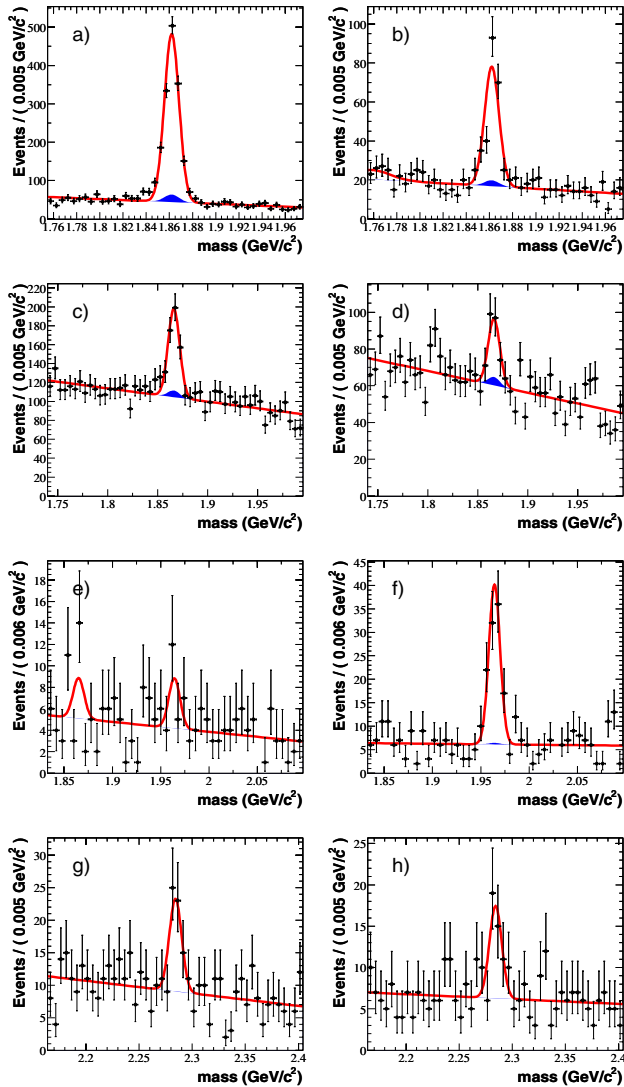 a)
Events / ( 0.005 GeV/c²)
500
400
300
200
100
0
1.76 1.78 1.8 1.82 1.84 1.86 1.88 1.9 1.92 1.94 1.96
mass (GeV/c²)
b)
Events / ( 0.005 GeV/c²)
100
80
60
40
20
0
1.76 1.78 1.8 1.82 1.84 1.86 1.88 1.9 1.92 1.94 1.96
mass (GeV/c²)
c)
Events / ( 0.005 GeV/c²)
220
200
180
160
140
120
100
80
60
40
20
0
1.75 1.8 1.85 1.9 1.95
mass (GeV/c²)
d)
Events / ( 0.005 GeV/c²)
100
80
60
40
20
0
1.75 1.8 1.85 1.9 1.95
mass (GeV/c²)
e)
Events / ( 0.006 GeV/c²)
18
16
14
12
10
8
6
4
2
0
1.85 1.9 1.95 2 2.05
mass (GeV/c²)
f)
Events / ( 0.006 GeV/c²)
45
40
35
30
25
20
15
10
5
0
1.85 1.9 1.95 2 2.05
mass (GeV/c²)
g)
Events / ( 0.005 GeV/c²)
30
25
20
15
10
5
0
2.2 2.25 2.3 2.35 2.4
mass (GeV/c²)
h)
Events / ( 0.005 GeV/c²)
25
20
15
10
5
0
2.2 2.25 2.3 2.35 2.4
mass (GeV/c²)